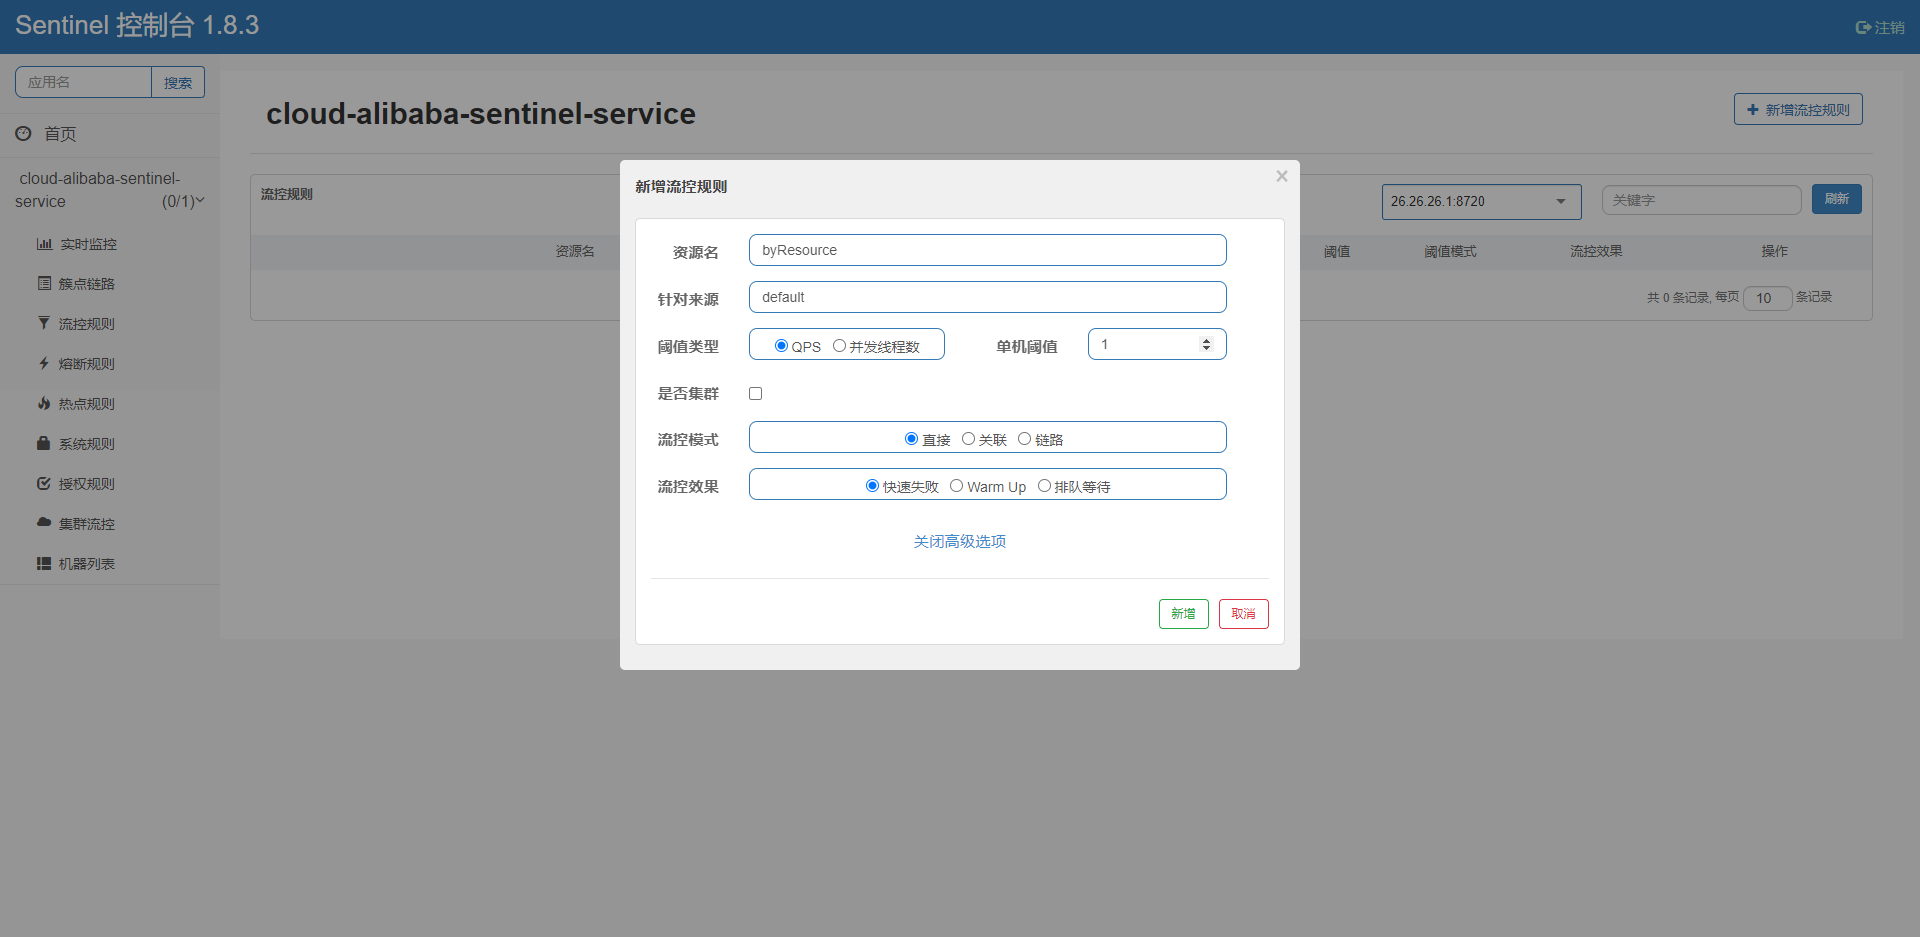 Sentinel 控制台 1.8.3
注销
应用名
搜索
首页
cloud-alibaba-sentinel-
service (0/1)
实时监控
簇点链路
流控规则
熔断规则
热点规则
系统规则
授权规则
集群流控
机器列表
cloud-alibaba-sentinel-service
新增流控规则
流控规则
26.26.26.1:8720
关键字
刷新
资源名 阈值 阈值模式 流控效果 操作
共 0 条记录, 每页 10 条记录
新增流控规则
×
资源名 byResource
针对来源 default
阈值类型 QPS 并发线程数 单机阈值 1
是否集群
流控模式 直接 关联 链路
流控效果 快速失败 Warm Up 排队等待
关闭高级选项
新增 取消